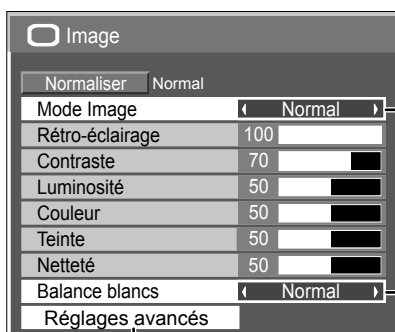 Image
Normaliser Normal
Mode Image Normal
Rétro-éclairage 100
Contraste 70
Luminosité 50
Couleur 50
Teinte 50
Netteté 50
Balance blancs Normal
Réglages avancés